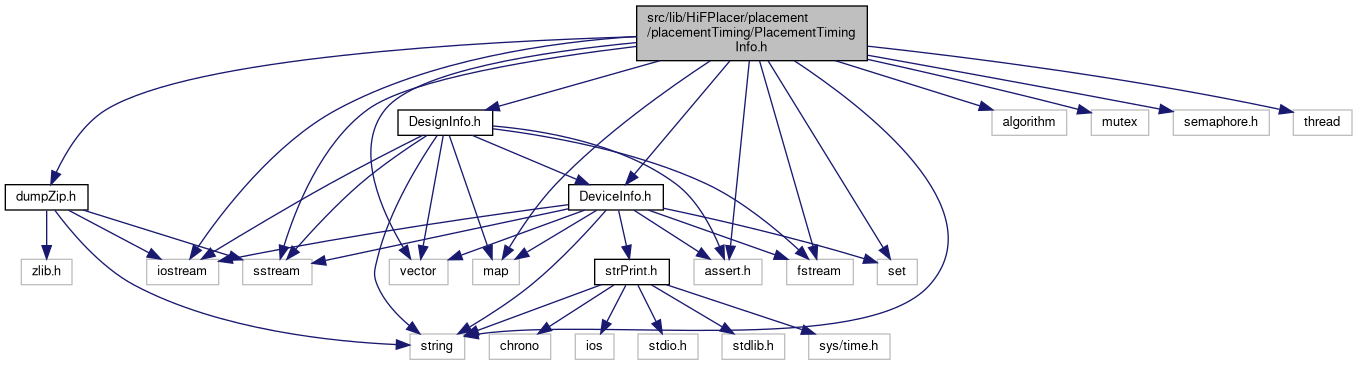 src/lib/HiFPlacer/placement
/placementTiming/PlacementTiming
Info.h
DesignInfo.h
algorithm
mutex
semaphore.h
thread
dumpZip.h
DeviceInfo.h
zlib.h
iostream
sstream
vector
map
strPrint.h
assert.h
fstream
set
string
chrono
ios
stdio.h
stdlib.h
sys/time.h